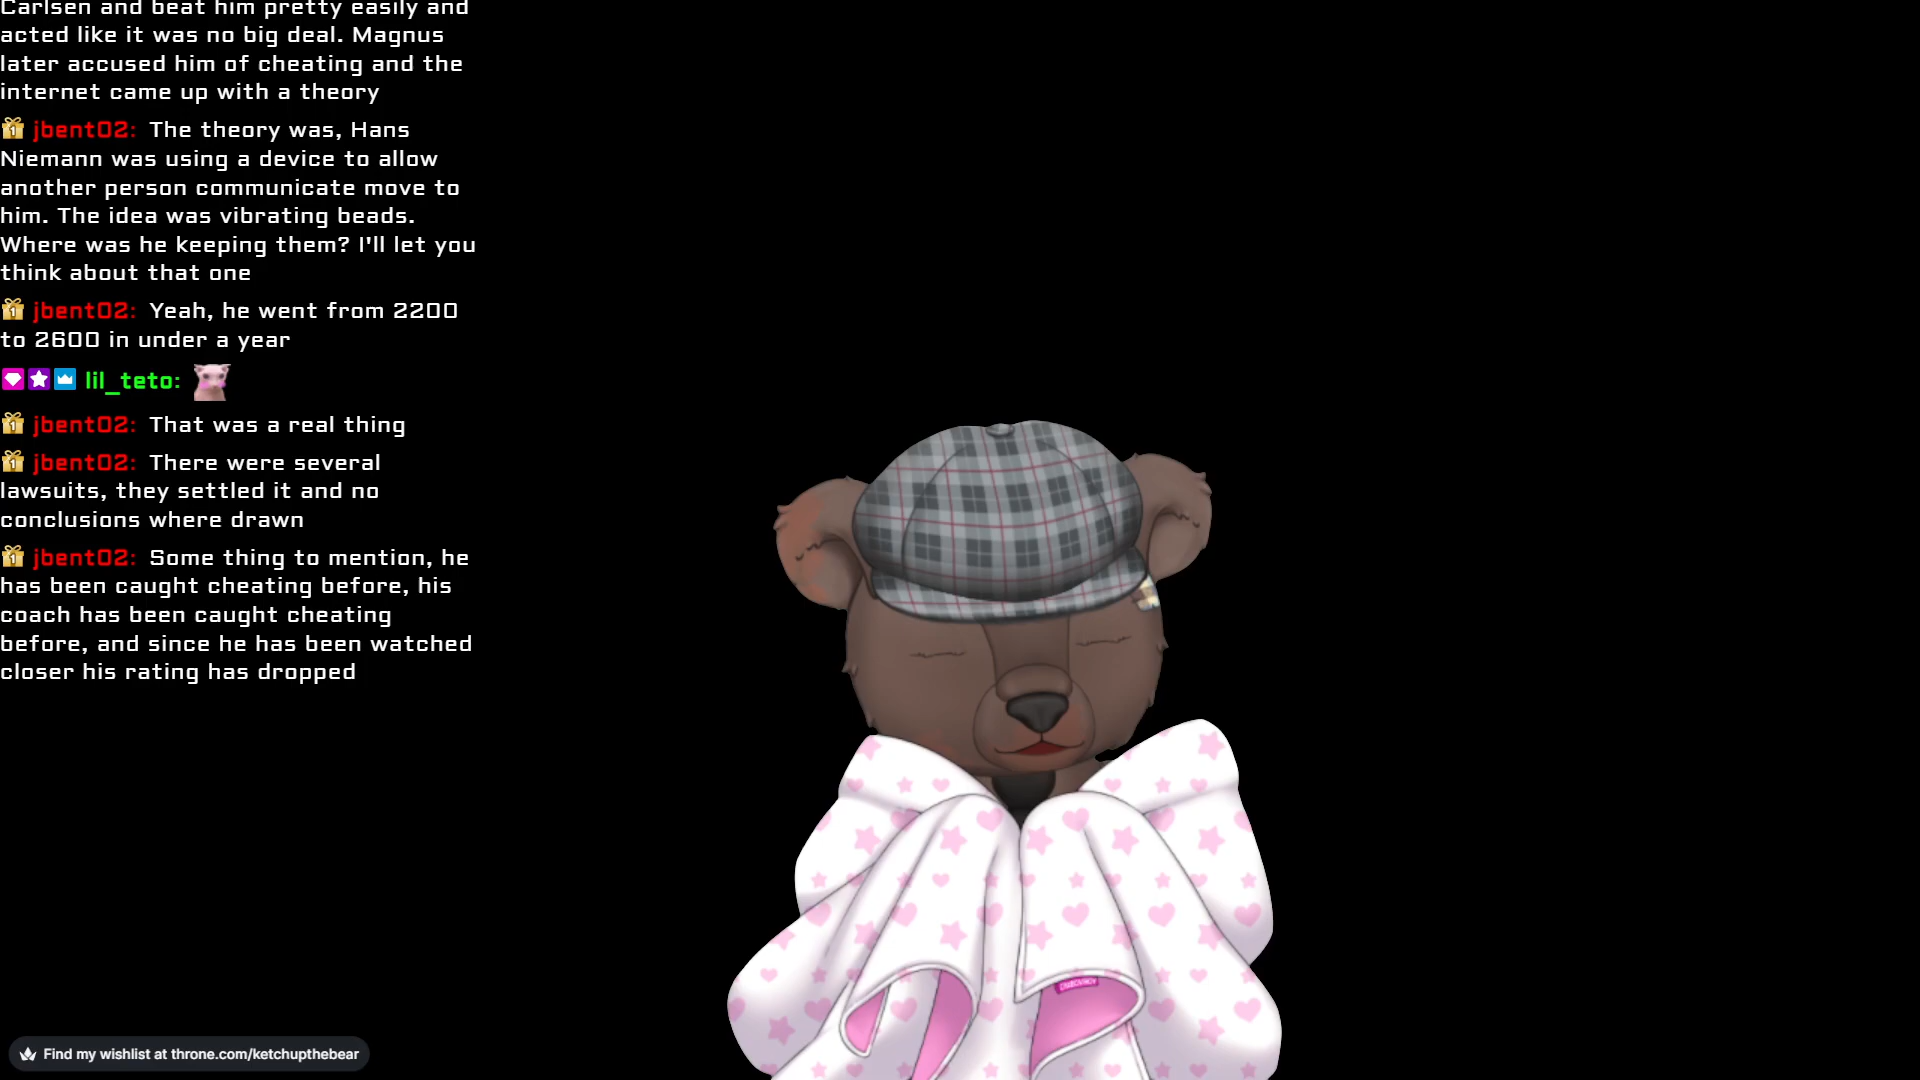 Carlsen and beat him pretty easily and
acted like it was no big deal. Magnus
later accused him of cheating and the
internet came up with a theory
jbent02: The theory was, Hans
Niemann was using a device to allow
another person communicate move to
him. The idea was vibrating beads.
Where was he keeping them? I'll let you
think about that one
jbent02: Yeah, he went from 2200
to 2600 in under a year
lil_teto:
jbent02: That was a real thing
jbent02: There were several
lawsuits, they settled it and no
conclusions where drawn
jbent02: Some thing to mention, he
has been caught cheating before, his
coach has been caught cheating
before, and since he has been watched
closer his rating has dropped
Find my wishlist at throne.com/ketchupthebear